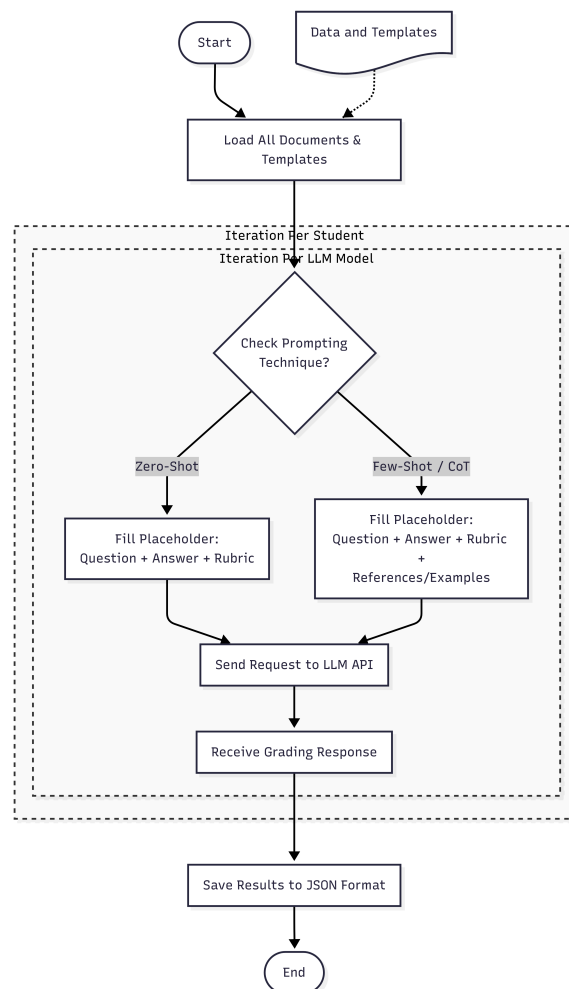 Start
Data and Templates
Load All Documents &
Templates
Iteration Per Student
Iteration Per LLM Model
Check Prompting
Technique?
Zero-Shot
Few-Shot / CoT
Fill Placeholder:
Question + Answer + Rubric
Fill Placeholder:
Question + Answer + Rubric
+
References/Examples
Send Request to LLM API
Receive Grading Response
Save Results to JSON Format
End